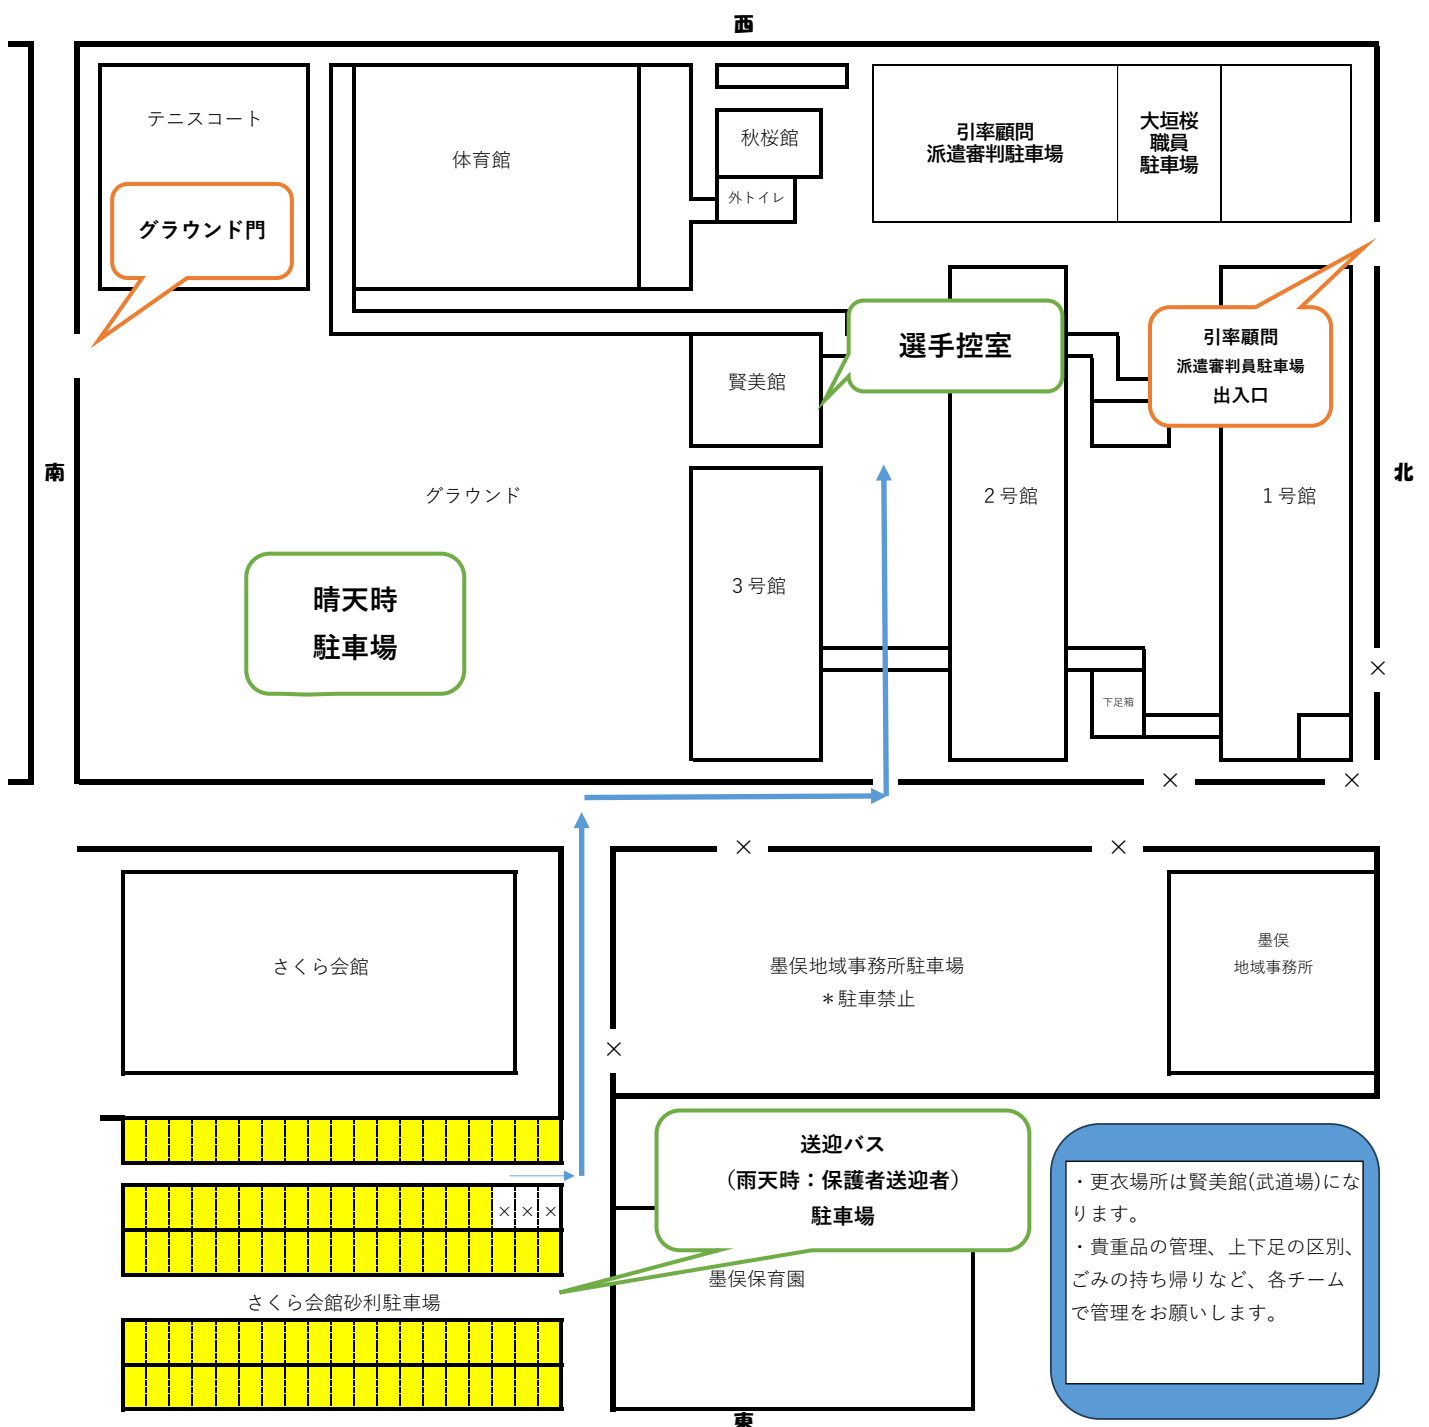 西
テニスコート
体育館
秋桜館
外トイレ
引率顧問
派遣審判駐車場
大垣桜
職員
駐車場
グラウンド門
選手控室
引率顧問
派遣審判員駐車場
出入口
賢美館
南
北
グラウンド
2号館
1号館
3号館
晴天時
駐車場
下足箱
×
×
×
×
×
さくら会館
墨俣地域事務所駐車場
＊駐車禁止
墨俣
地域事務所
×
送迎バス
（雨天時：保護者送迎者）
駐車場
×××
墨俣保育園
さくら会館砂利駐車場
・更衣場所は賢美館(武道場)にな
ります。
・貴重品の管理、上下足の区別、
ごみの持ち帰りなど、各チーム
で管理をお願いします。
東